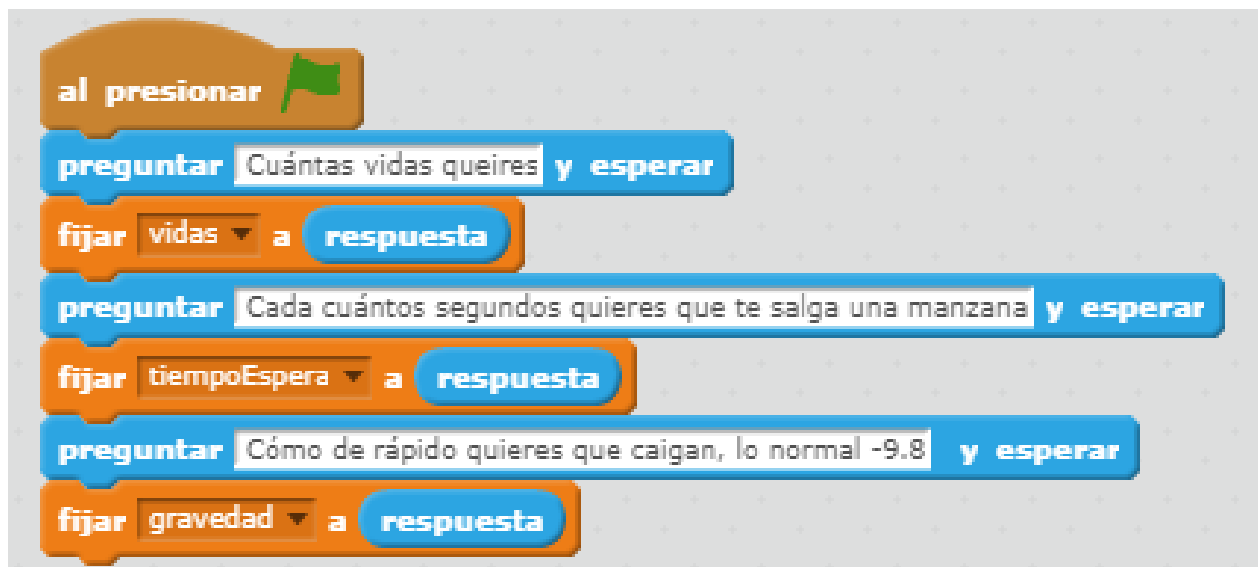 al presionar
preguntar Cuántas vidas queires y esperar
fijar vidas a respuesta
preguntar Cada cuántos segundos quieres que te salga una manzana y esperar
fijar tiempoEspera a respuesta
preguntar Cómo de rápido quieres que caigan, lo normal -9.8 y esperar
fijar gravedad a respuesta